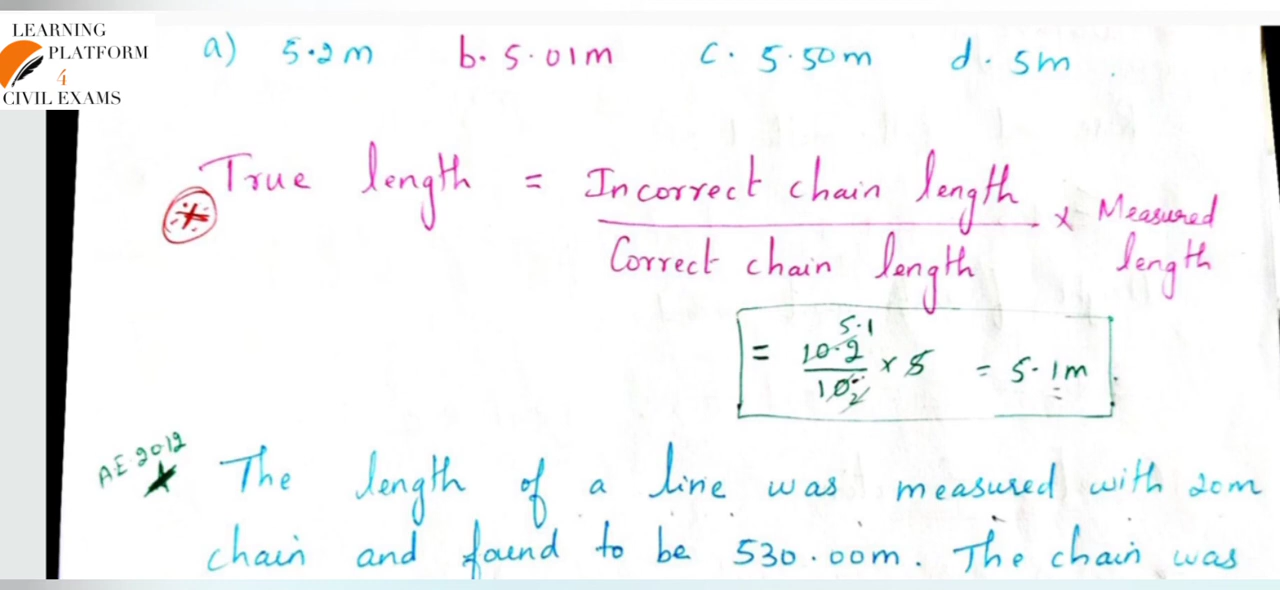 LEARNING
PLATFORM
4
CIVIL EXAMS
a) 5.2m b. 5.01m c. 5.50m d. 5m.
True length = Incorrect chain length / Correct chain length x Measured length
= 10.2 / 10 x 5 = 5.1m
5.1
2
AE 2012
The length of a line was measured with 20m
chain and found to be 530.00m. The chain was